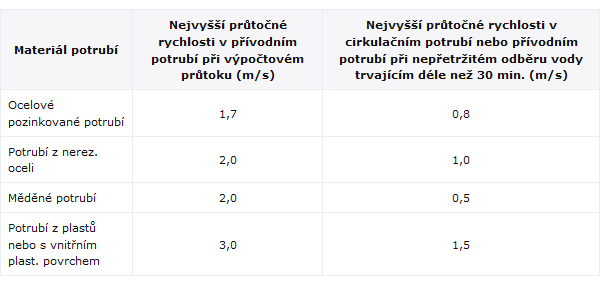 Materiál potrubí
Nejvyšší průtočné
rychlosti v přívodním
potrubí při výpočtovém
průtoku (m/s)
Nejvyšší průtočné rychlosti v
cirkulačním potrubí nebo přívodním
potrubí při nepřetržitém odběru vody
trvajícím déle než 30 min. (m/s)
Ocelové
pozinkované potrubí
1,7
0,8
Potrubí z nerez.
oceli
2,0
1,0
Měděné potrubí
2,0
0,5
Potrubí z plastů
nebo s vnitřním
plast. povrchem
3,0
1,5